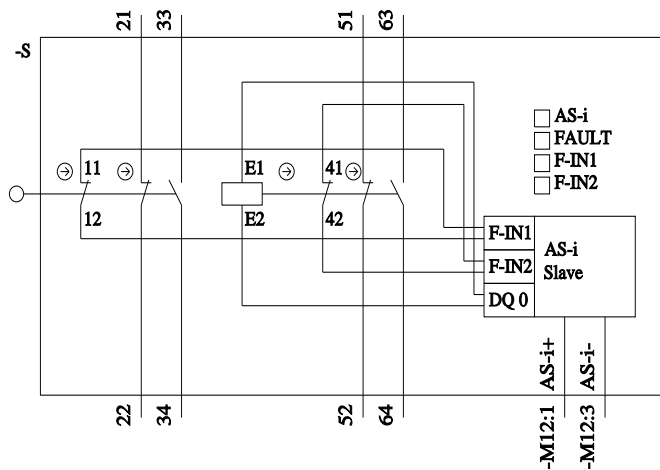 21 33 51 63
-S
AS-i
FAULT
F-IN1
F-IN2
11 E1 41
12 E2 42
F-IN1
F-IN2
DQ 0
AS-i
Slave
22 34 52 64
-M12:1 AS-i+
-M12:3 AS-i-